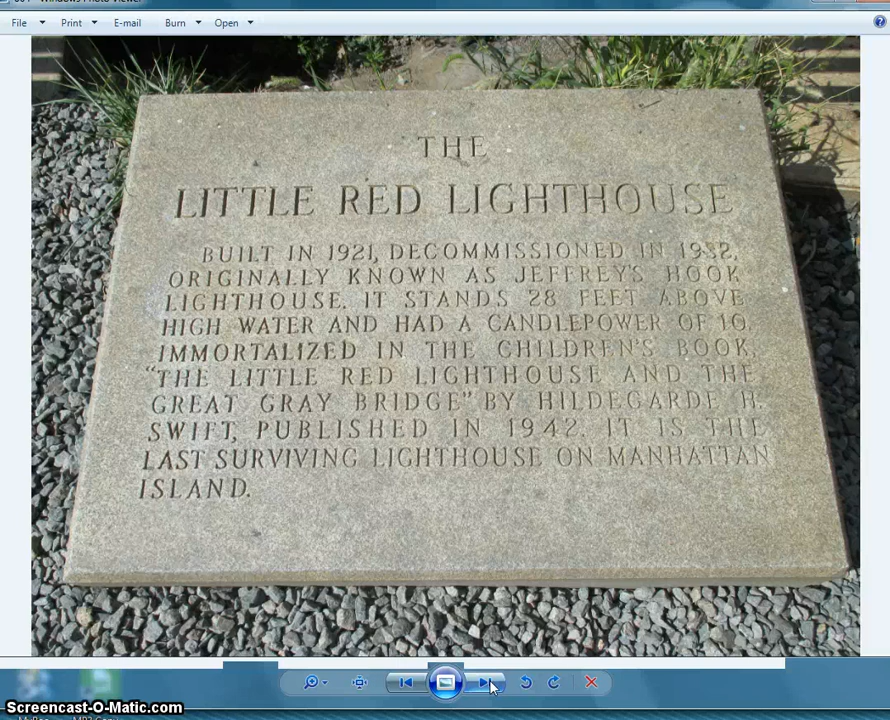 File Print E-mail Burn Open
THE
LITTLE RED LIGHTHOUSE
BUILT IN 1921, DECOMMISSIONED IN 1932,
ORIGINALLY KNOWN AS JEFFREY'S HOOK
LIGHTHOUSE. IT STANDS 28 FEET ABOVE
HIGH WATER AND HAD A CANDLEPOWER OF 10.
IMMORTALIZED IN THE CHILDREN'S BOOK,
"THE LITTLE RED LIGHTHOUSE AND THE
GREAT GRAY BRIDGE" BY HILDEGARDE H.
SWIFT, PUBLISHED IN 1942. IT IS THE
LAST SURVIVING LIGHTHOUSE ON MANHATTAN
ISLAND.
Screencast-O-Matic.com